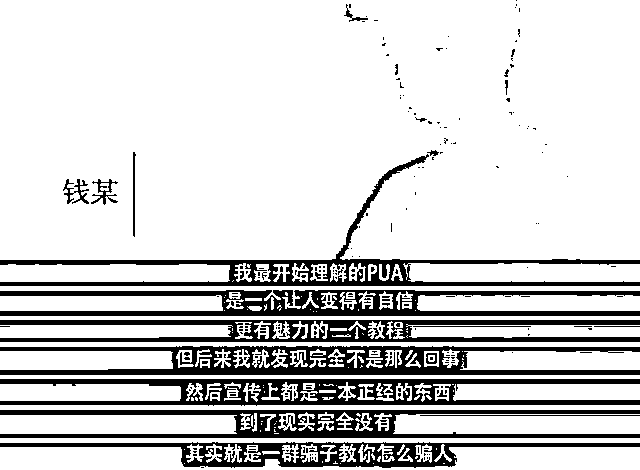 钱某
我最开始理解的PUA
是一个让人变得有自信
更有魅力的一个教程
但后来我就发现完全不是那么回事
然后宣传上都是一本正经的东西
到了现实完全没有
其实就是一群骗子教你怎么骗人